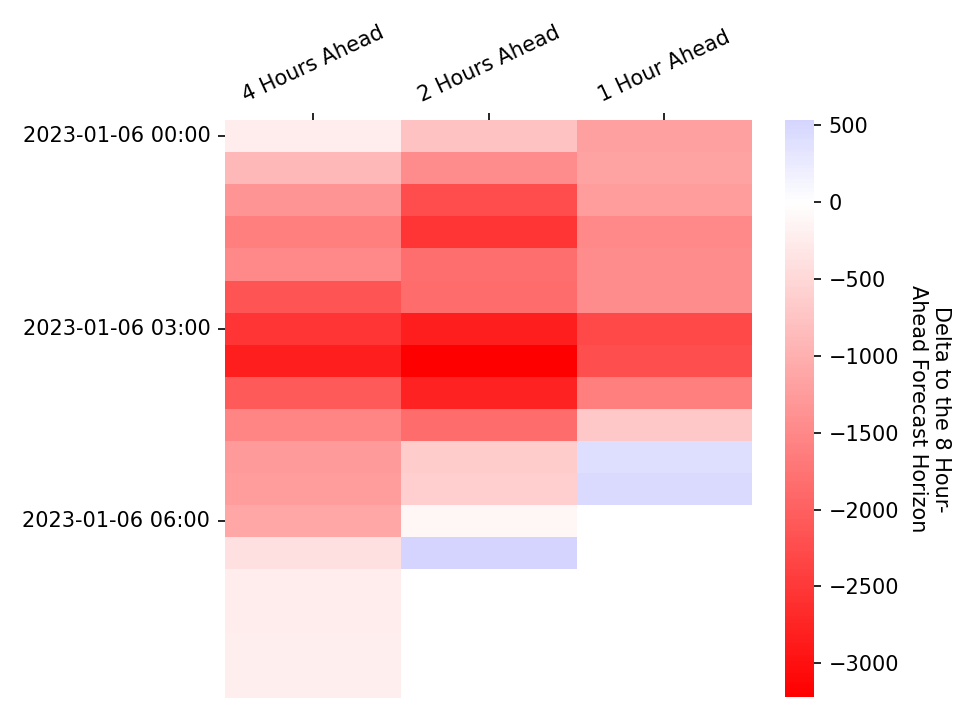 4 Hours Ahead
2 Hours Ahead
1 Hour Ahead
2023-01-06 00:00
2023-01-06 03:00
2023-01-06 06:00
500
0
−500
−1000
−1500
−2000
−2500
−3000
Delta to the 8 Hour-
Ahead Forecast Horizon